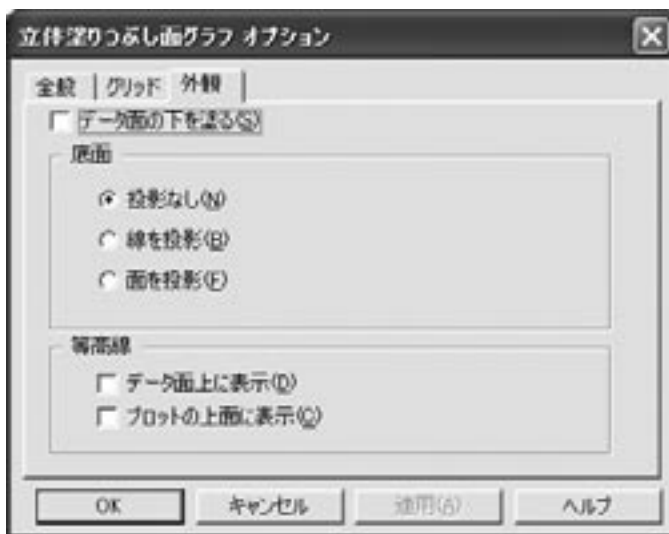 立体塗りつぶし面グラフ オプション
全般 グリッド 外観
データ面の下を塗る(S)
底面
投影なし(N)
線を投影(B)
面を投影(F)
等高線
データ面上に表示(D)
プロットの上面に表示(C)
OK キャンセル 適用(A) ヘルプ